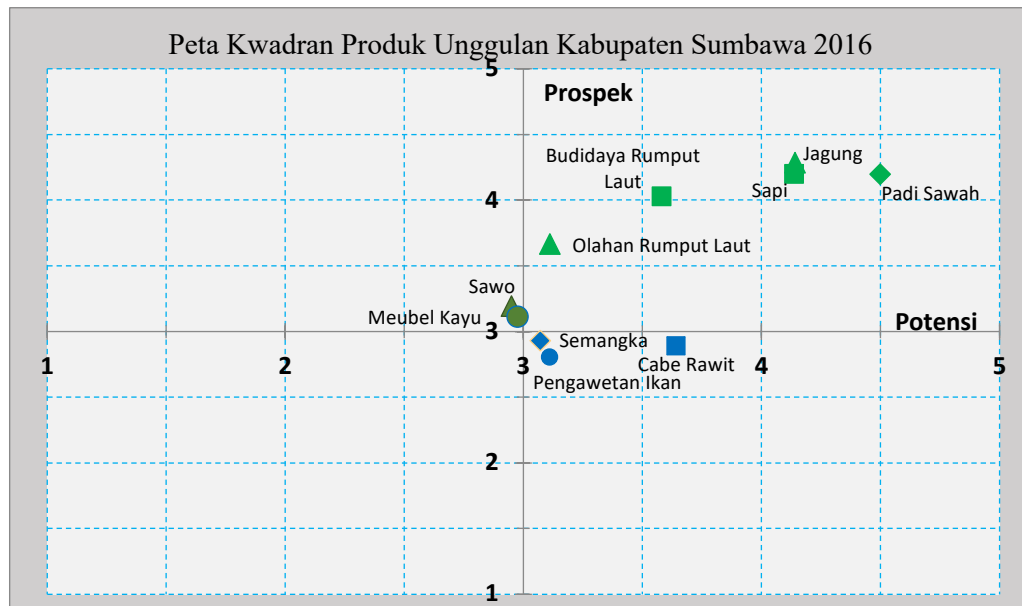 Peta Kwadran Produk Unggulan Kabupaten Sumbawa 2016
5
Prospek
Budidaya Rumput
Laut
Jagung
Sapi
Padi Sawah
4
Olahan Rumput Laut
Sawo
Meubel Kayu
3
Potensi
Semangka
1
2
3
4
5
Cabe Rawit
Pengawetan Ikan
2
1